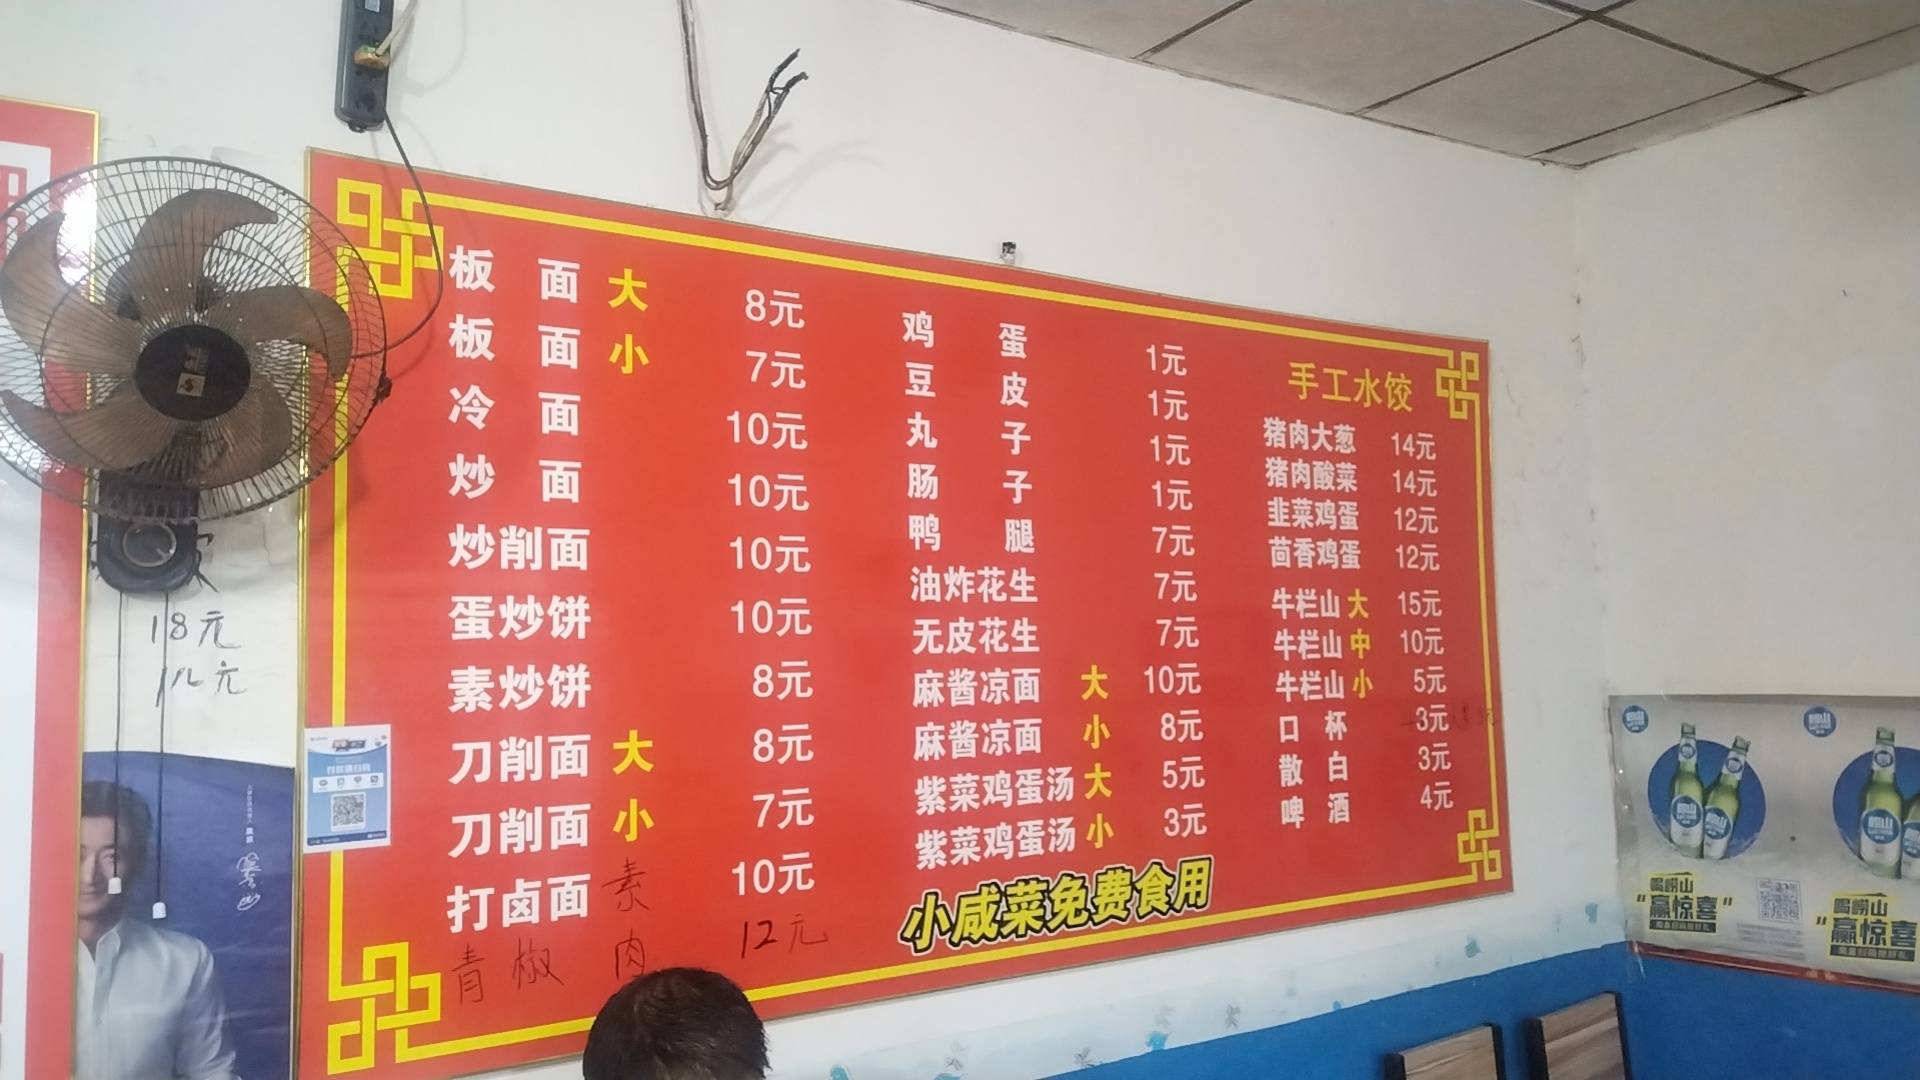 板面大 8元
板面小 7元
冷面 10元
炒面 10元
炒削面 10元
蛋炒饼 10元
素炒饼 8元
刀削面大 8元
刀削面小 7元
打卤面素 10元
青椒肉 12元
鸡蛋 1元
豆皮 1元
丸子 1元
肠子 1元
鸭腿 7元
油炸花生 7元
无皮花生 7元
麻酱凉面 大 10元
麻酱凉面 小 8元
紫菜鸡蛋汤 大 5元
紫菜鸡蛋汤 小 3元
小咸菜免费食用
手工水饺
猪肉大葱 14元
猪肉酸菜 14元
韭菜鸡蛋 12元
茴香鸡蛋 12元
牛栏山大 15元
牛栏山中 10元
牛栏山小 5元
口杯 3元
散白 3元
啤酒 4元
18元
喝崂山
“赢惊喜”
喝崂山
“赢惊喜